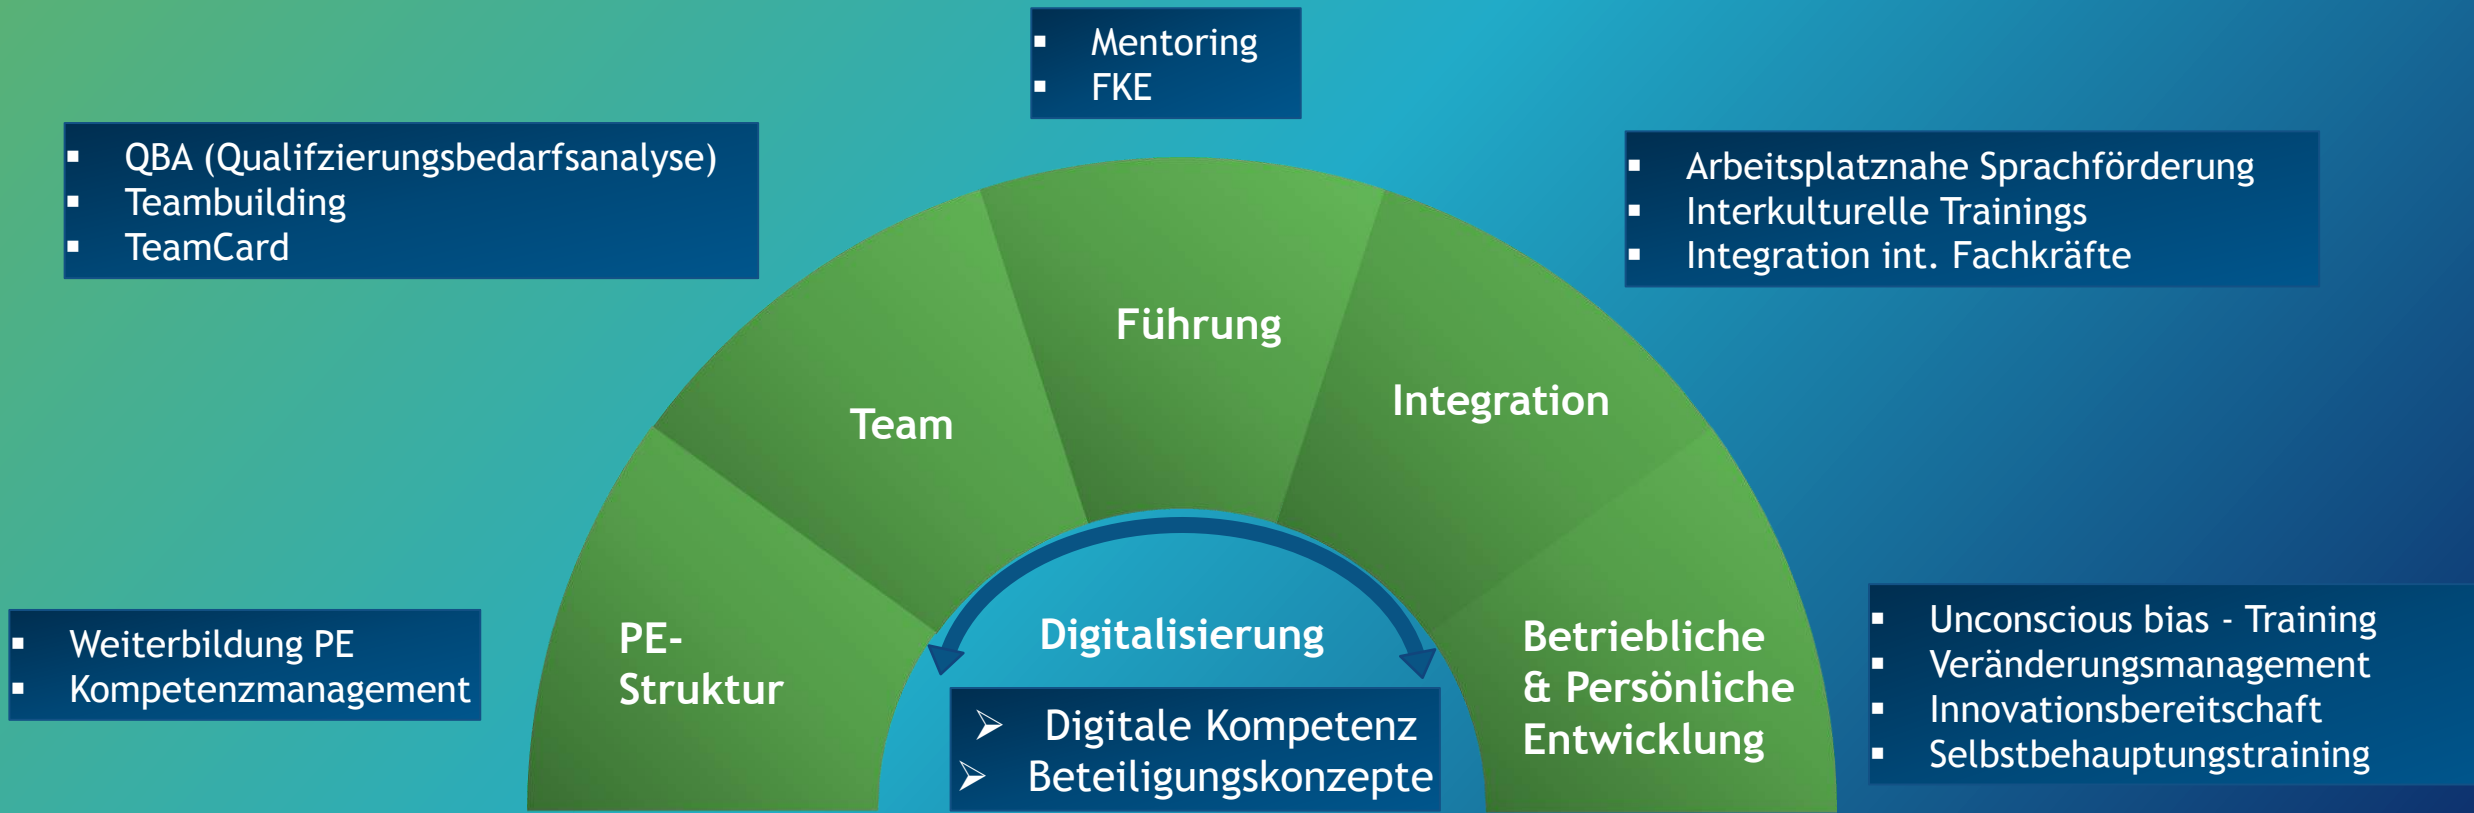 Mentoring
FKE
QBA (Qualifzierungsbedarfsanalyse)
Teambuilding
TeamCard
Arbeitsplatznahe Sprachförderung
Interkulturelle Trainings
Integration int. Fachkräfte
Führung
Integration
Team
PE-
Struktur
Digitalisierung
Betriebliche
& Persönliche
Entwicklung
Weiterbildung PE
Kompetenzmanagement
Digitale Kompetenz
Beteiligungskonzepte
Unconscious bias - Training
Veränderungsmanagement
Innovationsbereitschaft
Selbstbehauptungstraining